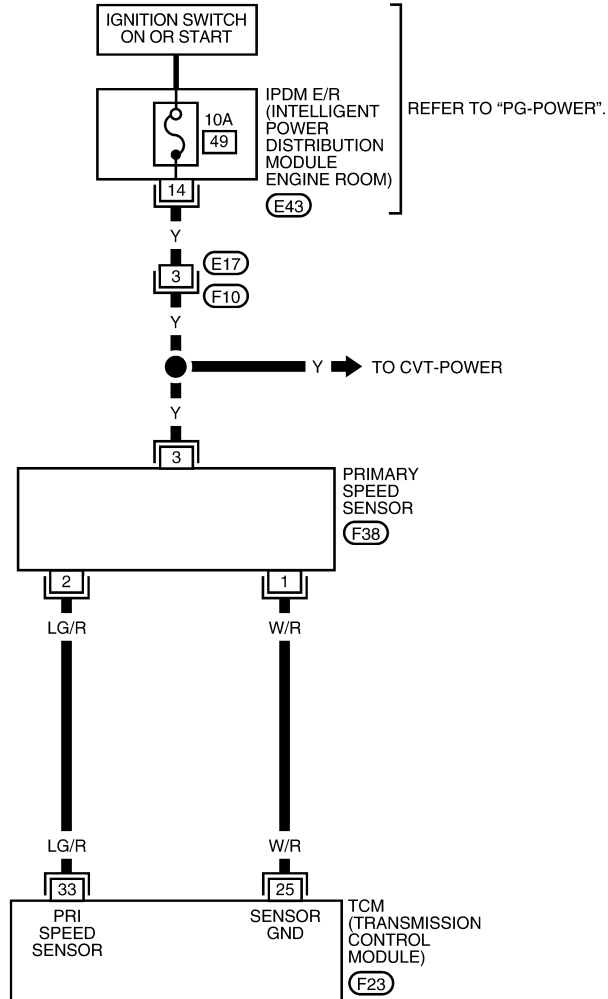 IGNITION SWITCH
ON OR START
IPDM E/R
(INTELLIGENT
POWER
DISTRIBUTION
MODULE
ENGINE ROOM)
E43
REFER TO “PG-POWER”.
10A
49
14
Y
3
E17
F10
Y
Y
TO CVT-POWER
Y
3
PRIMARY
SPEED
SENSOR
F38
2
1
LG/R
W/R
LG/R
W/R
33
25
PRI
SPEED
SENSOR
SENSOR
GND
TCM
(TRANSMISSION
CONTROL
MODULE)
F23